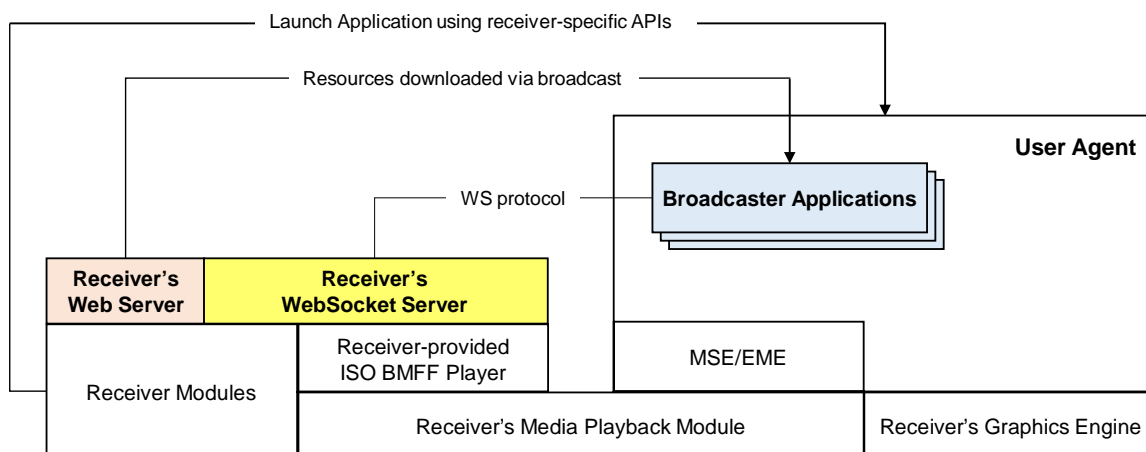 Launch Application using receiver-specific APIs
Resources downloaded via broadcast
User Agent
WS protocol
Broadcaster Applications
Receiver’s
Web Server
Receiver’s
WebSocket Server
Receiver-provided
ISO BMFF Player
MSE/EME
Receiver Modules
Receiver’s Media Playback Module
Receiver’s Graphics Engine